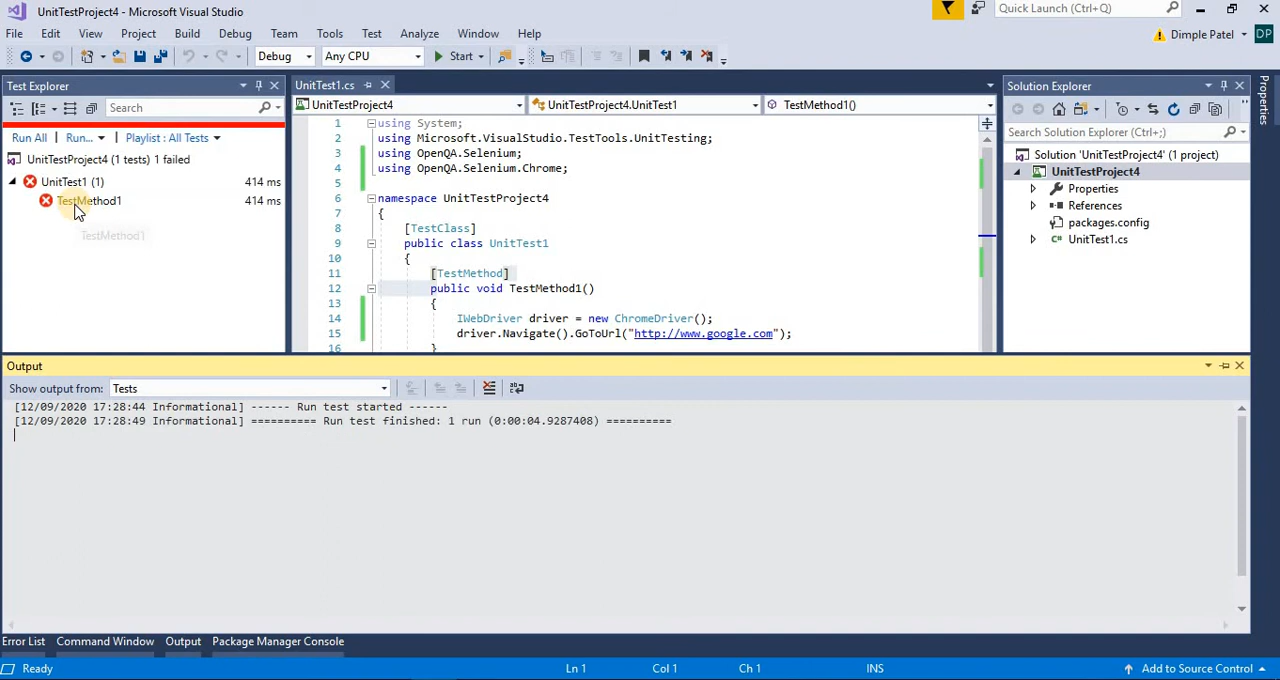 UnitTestProject4 - Microsoft Visual Studio
Quick Launch (Ctrl+Q)
File Edit View Project Build Debug Team Tools Test Analyze Window Help
Dimple Patel DP
Debug Any CPU Start
Test Explorer
UnitTest1.cs
Solution Explorer
Properties
Search
UnitTestProject4 UnitTestProject4.UnitTest1 TestMethod1()
Search Solution Explorer (Ctrl+;)
Run All Run... Playlist : All Tests
UnitTestProject4 (1 tests) 1 failed
UnitTest1 (1) 414 ms
TestMethod1 414 ms
TestMethod1
1 using System;
2 using Microsoft.VisualStudio.TestTools.UnitTesting;
3 using OpenQA.Selenium;
4 using OpenQA.Selenium.Chrome;
5
6 namespace UnitTestProject4
7 {
8 [TestClass]
9 public class UnitTest1
10 {
11 [TestMethod]
12 public void TestMethod1()
13 {
14 IWebDriver driver = new ChromeDriver();
15 driver.Navigate().GoToUrl("http://www.google.com");
16 }
Solution 'UnitTestProject4' (1 project)
UnitTestProject4
Properties
References
packages.config
UnitTest1.cs
Output
Show output from: Tests
[12/09/2020 17:28:44 Informational] ------ Run test started ------
[12/09/2020 17:28:49 Informational] ========== Run test finished: 1 run (0:00:04.9287408) ==========
Error List Command Window Output Package Manager Console
Ready Ln 1 Col 1 Ch 1 INS Add to Source Control